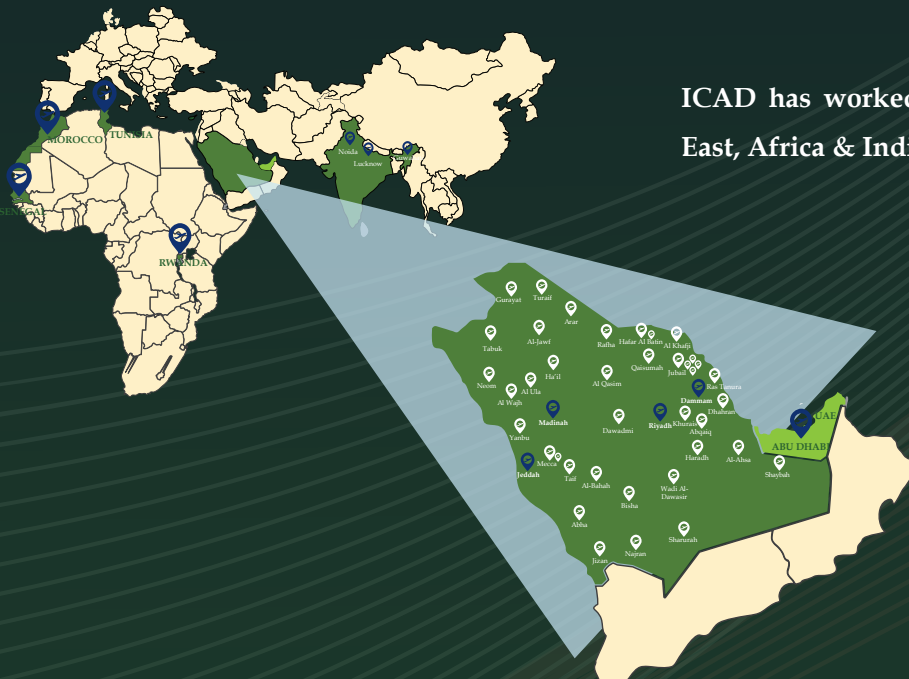 ICAD has worked
East, Africa & Indi
MOROCCO
TUNISIA
SENEGAL
RWANDA
Noida
Lucknow
Gurayat
Turaif
Arar
Tabuk
Al-Jawf
Rafha
Hafar Al Batin
Al Khafji
Qaisumah
Jubail
Ha'il
Al Qasim
Neom
Al Ula
Al Wajh
Ras Tanura
Dammam
Dhahran
Madinah
Riyadh
Khurais
Abqaiq
Dawadmi
Yanbu
UAE
ABU DHABI
Mecca
Jeddah
Taif
Al-Bahah
Haradh
Al-Ahsa
Shaybah
Wadi Al-
Dawasir
Bisha
Abha
Sharurah
Najran
Jizan